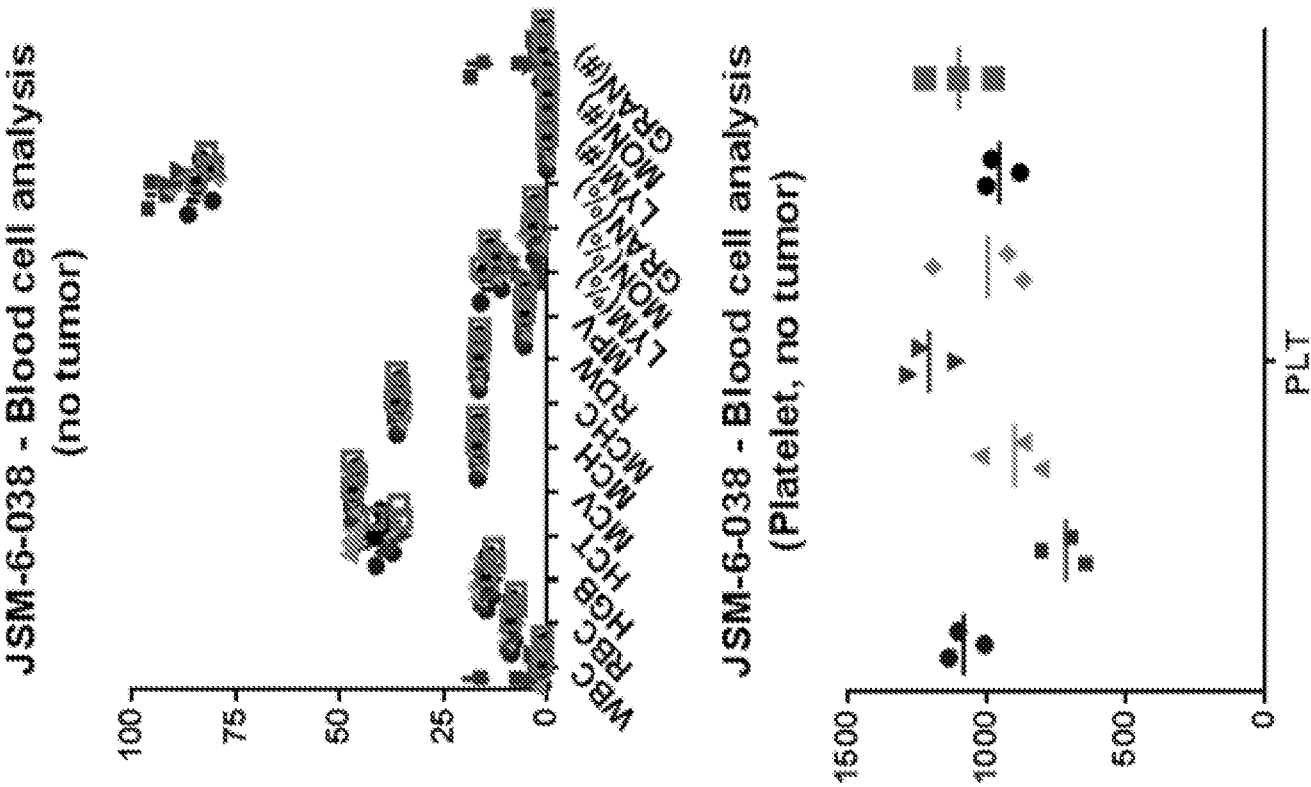 JSM-6-038 - Blood cell analysis
(no tumor)
100
75
50
25
0
WBC
RBC
HGB
HCT
MCV
MCH
MCHC
RDW
MPV
LYM(%)
MON(%)
GRAN(%)
LYM(#)
MON(#)
GRAN(#)
JSM-6-038 - Blood cell analysis
(Platelet, no tumor)
1500
1000
500
0
PLT